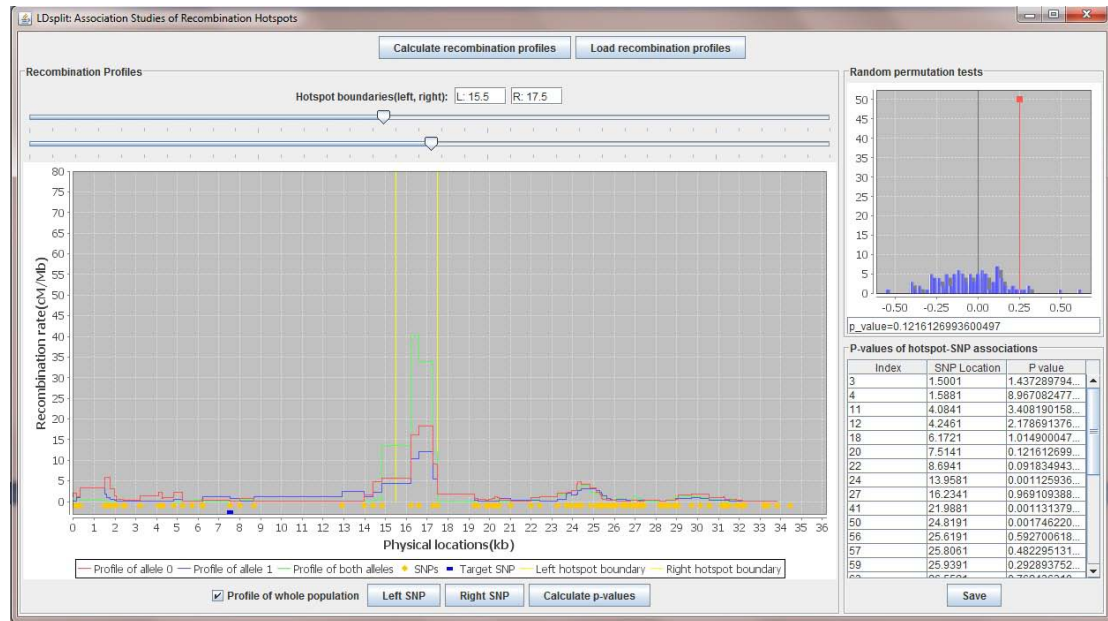 LDsplit: Association Studies of Recombination Hotspots
Calculate recombination profiles Load recombination profiles
Recombination Profiles
Hotspot boundaries(left, right): L: 15.5 R: 17.5
80
75
70
65
60
55
50
45
40
35
30
25
20
15
10
5
0
Recombination rate(cM/Mb)
0 1 2 3 4 5 6 7 8 9 10 11 12 13 14 15 16 17 18 19 20 21 22 23 24 25 26 27 28 29 30 31 32 33 34 35 36
Physical locations(kb)
Profile of allele 0 Profile of allele 1 Profile of both alleles SNPs Target SNP Left hotspot boundary Right hotspot boundary
Profile of whole population Left SNP Right SNP Calculate p-values
Random permutation tests
50
45
40
35
30
25
20
15
10
5
0
-0.50 -0.25 0.00 0.25 0.50
p_value=0.1216126993600497
P-values of hotspot-SNP associations
Index SNP Location P value
3 1.5001 1.437289794...
4 1.5881 8.967082477...
11 4.0841 3.408190158...
12 4.2461 2.178691376...
18 6.1721 1.014900047...
20 7.5141 0.121612699...
22 8.6941 0.091834943...
24 13.9581 0.001125936...
27 16.2341 0.969109388...
41 21.9881 0.001131379...
50 24.8191 0.001746220...
56 25.6191 0.592700618...
57 25.8061 0.482295131...
59 25.9391 0.292893752...
Save